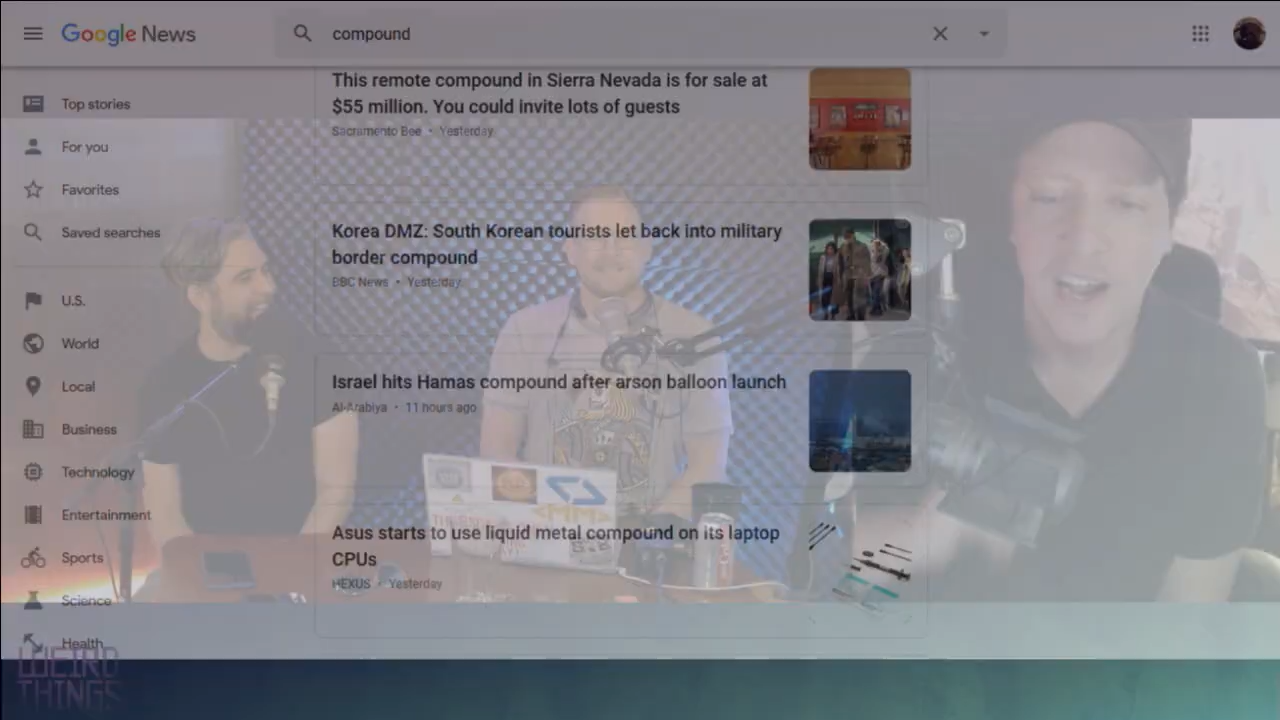 Google News
compound
This remote compound in Sierra Nevada is for sale at
$55 million. You could invite lots of guests
Sacramento Bee • Yesterday
Korea DMZ: South Korean tourists let back into military
border compound
BBC News • Yesterday
Israel hits Hamas compound after arson balloon launch
Al-Arabiya • 11 hours ago
Asus starts to use liquid metal compound on its laptop
CPUs
HEXUS • Yesterday
Top stories
For you
Favorites
Saved searches
U.S.
World
Local
Business
Technology
Entertainment
Sports
Science
Health
WEIRD
THINGS